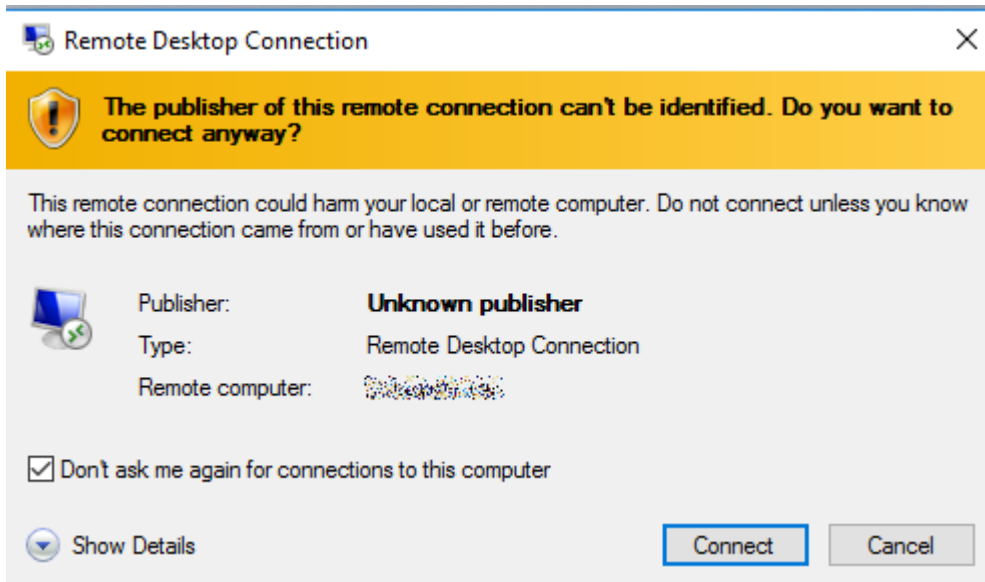 Remote Desktop Connection
The publisher of this remote connection can't be identified. Do you want to
connect anyway?
This remote connection could harm your local or remote computer. Do not connect unless you know
where this connection came from or have used it before.
Publisher: Unknown publisher
Type: Remote Desktop Connection
Remote computer:
Don't ask me again for connections to this computer
Show Details Connect Cancel